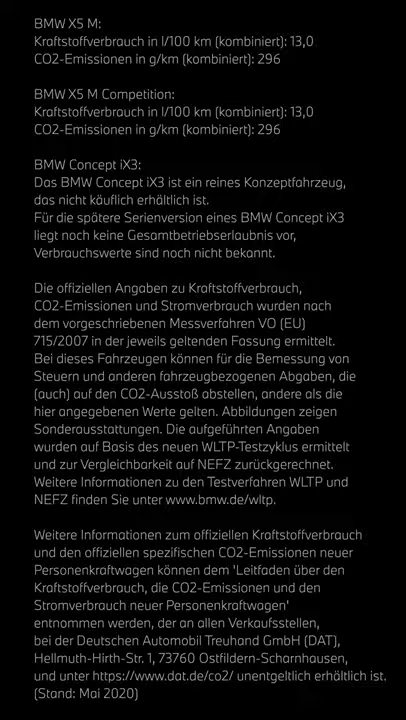 BMW X5 M:
Kraftstoffverbrauch in l/100 km (kombiniert): 13,0
CO2-Emissionen in g/km (kombiniert): 296
BMW X5 M Competition:
Kraftstoffverbrauch in l/100 km (kombiniert): 13,0
CO2-Emissionen in g/km (kombiniert): 296
BMW Concept iX3:
Das BMW Concept iX3 ist ein reines Konzeptfahrzeug,
das nicht käuflich erhältlich ist.
Für die spätere Serienversion eines BMW Concept iX3
liegt noch keine Gesamtbetriebserlaubnis vor,
Verbrauchswerte sind noch nicht bekannt.
Die offiziellen Angaben zu Kraftstoffverbrauch,
CO2-Emissionen und Stromverbrauch wurden nach
dem vorgeschriebenen Messverfahren VO (EU)
715/2007 in der jeweils geltenden Fassung ermittelt.
Bei diesen Fahrzeugen können für die Bemessung von
Steuern und anderen fahrzeugbezogenen Abgaben, die
(auch) auf den CO2-Ausstoß abstellen, andere als die
hier angegebenen Werte gelten. Abbildungen zeigen
Sonderausstattungen. Die aufgeführten Angaben
wurden auf Basis des neuen WLTP-Testzyklus ermittelt
und zur Vergleichbarkeit auf NEFZ zurückgerechnet.
Weitere Informationen zu den Testverfahren WLTP und
NEFZ finden Sie unter www.bmw.de/wltp.
Weitere Informationen zum offiziellen Kraftstoffverbrauch
und den offiziellen spezifischen CO2-Emissionen neuer
Personenkraftwagen können dem 'Leitfaden über den
Kraftstoffverbrauch, die CO2-Emissionen und den
Stromverbrauch neuer Personenkraftwagen'
entnommen werden, der an allen Verkaufsstellen,
bei der Deutschen Automobil Treuhand GmbH (DAT),
Hellmuth-Hirth-Str. 1, 73760 Ostfildern-Scharnhausen,
und unter https://www.dat.de/co2/ unentgeltlich erhältlich ist.
(Stand: Mai 2020)